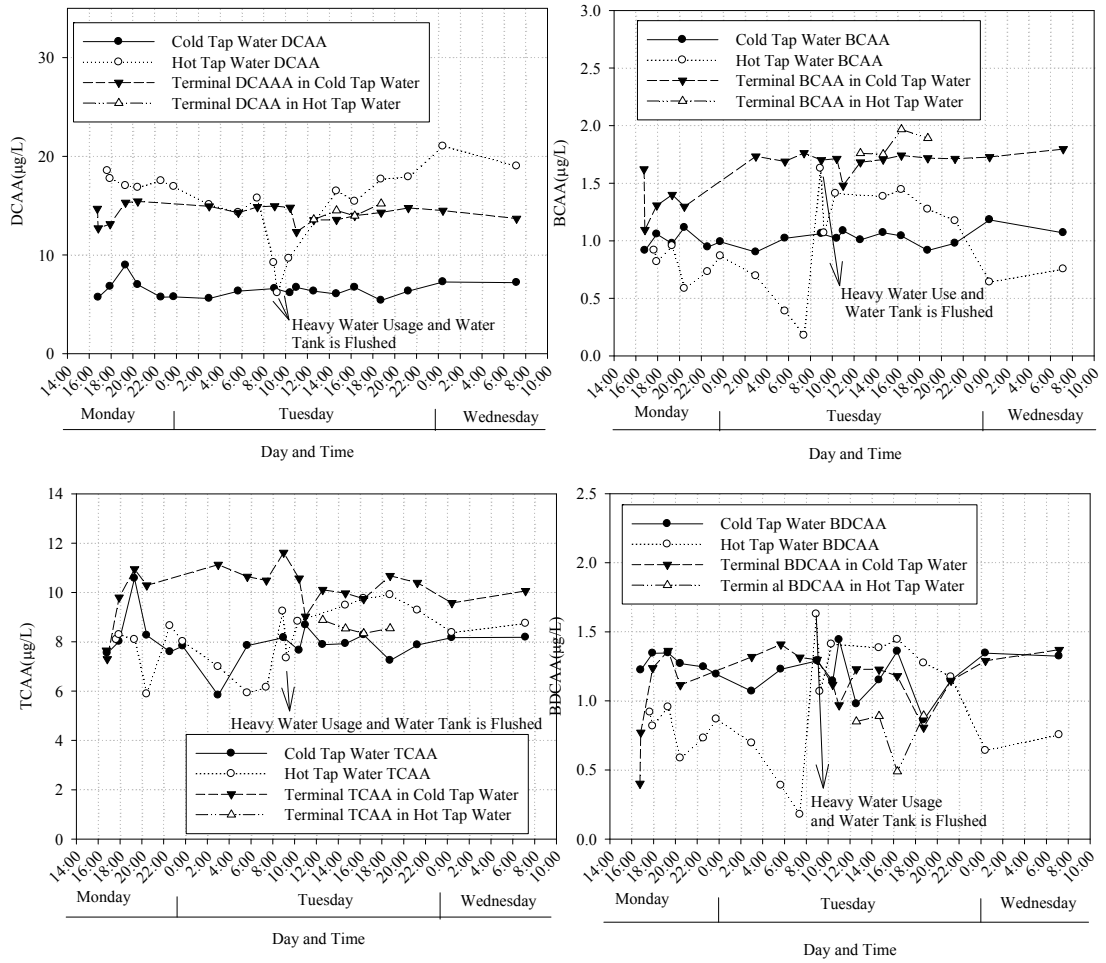 Cold Tap Water DCAA
Hot Tap Water DCAA
Terminal DCAAA in Cold Tap Water
Terminal DCAA in Hot Tap Water
DCAA(µg/L)
30
20
10
0
Heavy Water Usage and Water
Tank is Flushed
14:00 16:00 18:00 20:00 22:00 0:00 2:00 4:00 6:00 8:00 10:00 12:00 14:00 16:00 18:00 20:00 22:00 0:00 2:00 4:00 6:00 8:00 10:00
Monday Tuesday Wednesday
Day and Time
Cold Tap Water BCAA
Hot Tap Water BCAA
Terminal BCAA in Cold Tap Water
Terminal BCAA in Hot Tap Water
BCAA(µg/L)
3.0
2.5
2.0
1.5
1.0
0.5
0.0
Heavy Water Use and
Water Tank is Flushed
14:00 16:00 18:00 20:00 22:00 0:00 2:00 4:00 6:00 8:00 10:00 12:00 14:00 16:00 18:00 20:00 22:00 0:00 2:00 4:00 6:00 8:00 10:00
Monday Tuesday Wednesday
Day and Time
TCAA(µg/L)
14
12
10
8
6
4
2
0
Heavy Water Usage and Water Tank is Flushed
Cold Tap Water TCAA
Hot Tap Water TCAA
Terminal TCAA in Cold Tap Water
Terminal TCAA in Hot Tap Water
14:00 16:00 18:00 20:00 22:00 0:00 2:00 4:00 6:00 8:00 10:00 12:00 14:00 16:00 18:00 20:00 22:00 0:00 2:00 4:00 6:00 8:00 10:00
Monday Tuesday Wednesday
Day and Time
Cold Tap Water BDCAA
Hot Tap Water BDCAA
Terminal BDCAA in Cold Tap Water
Termin al BDCAA in Hot Tap Water
BDCAA(µg/L)
2.5
2.0
1.5
1.0
0.5
0.0
Heavy Water Usage
and Water Tank is Flushed
14:00 16:00 18:00 20:00 22:00 0:00 2:00 4:00 6:00 8:00 10:00 12:00 14:00 16:00 18:00 20:00 22:00 0:00 2:00 4:00 6:00 8:00 10:00
Monday Tuesday Wednesday
Day and Time